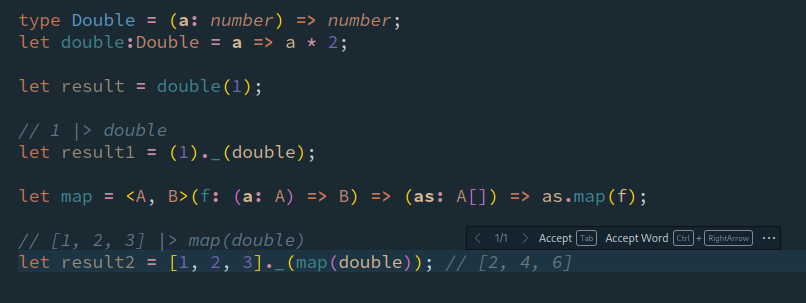 type Double = (a: number) => number;
let double:Double = a => a * 2;
let result = double(1);
// 1 |> double
let result1 = (1)._(double);
let map = <A, B>(f: (a: A) => B) => (as: A[]) => as.map(f);
// [1, 2, 3] |> map(double)
< 1/1 > Accept Tab Accept Word Ctrl + RightArrow ...
let result2 = [1, 2, 3]._(map(double)); // [2, 4, 6]